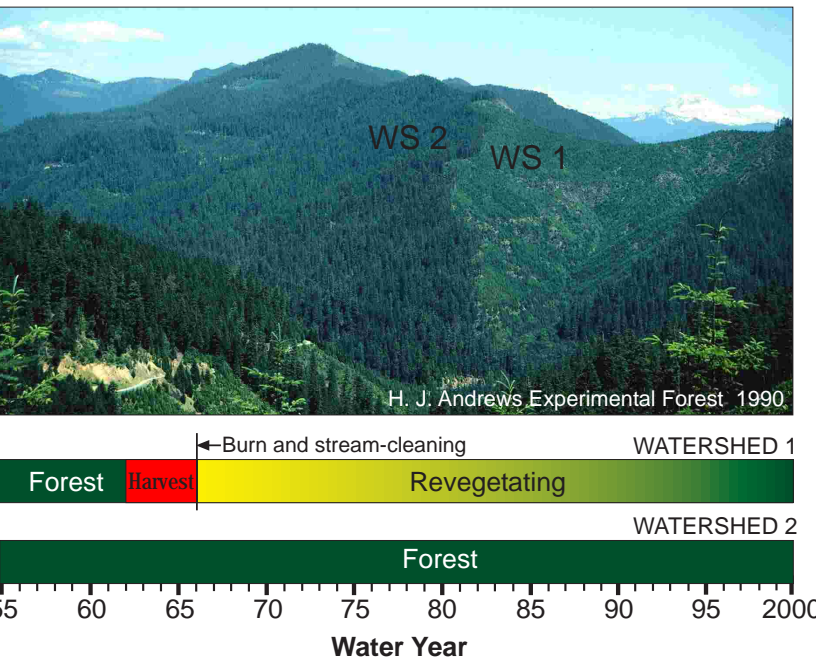 WS 2
WS 1
H. J. Andrews Experimental Forest 1990
Burn and stream-cleaning
WATERSHED 1
Forest
Harvest
Revegetating
WATERSHED 2
Forest
55 60 65 70 75 80 85 90 95 2000
Water Year